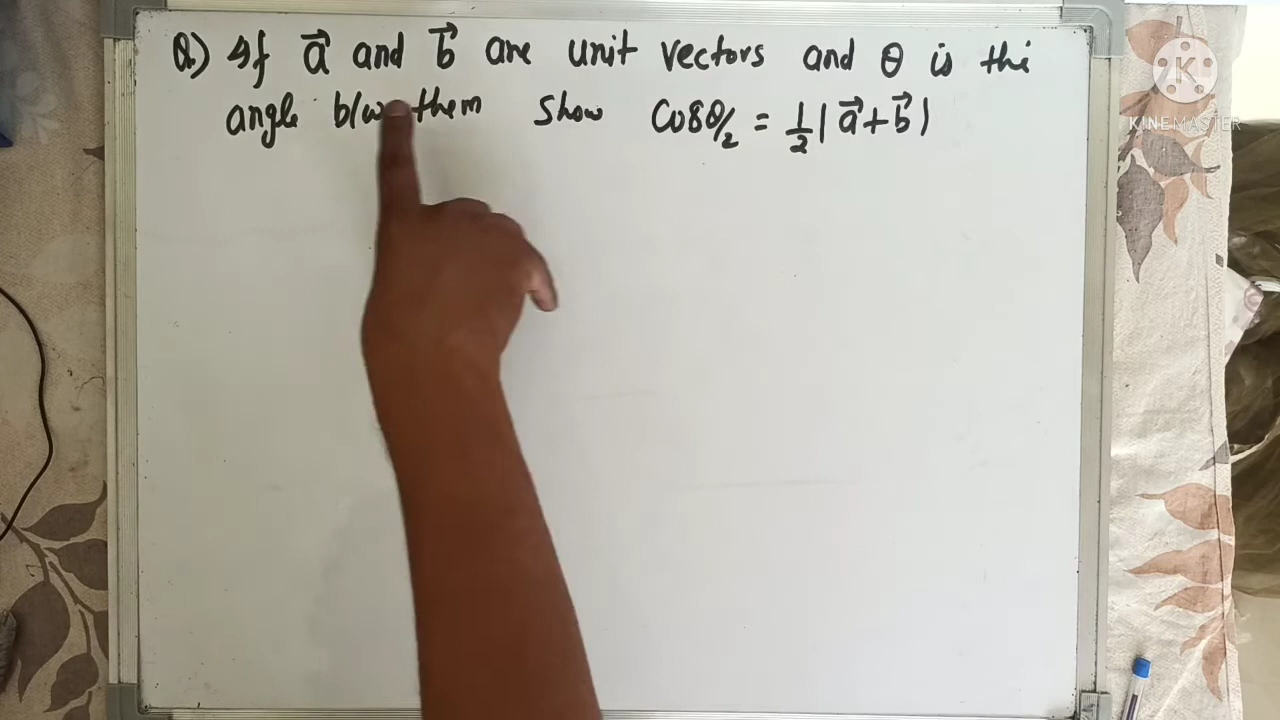 Q.) If a⃗ and b⃗ are unit vectors and θ is the
angle b/w them show Cosθ/2 = 1/2 |a⃗ + b⃗|
K
KINEMASTER